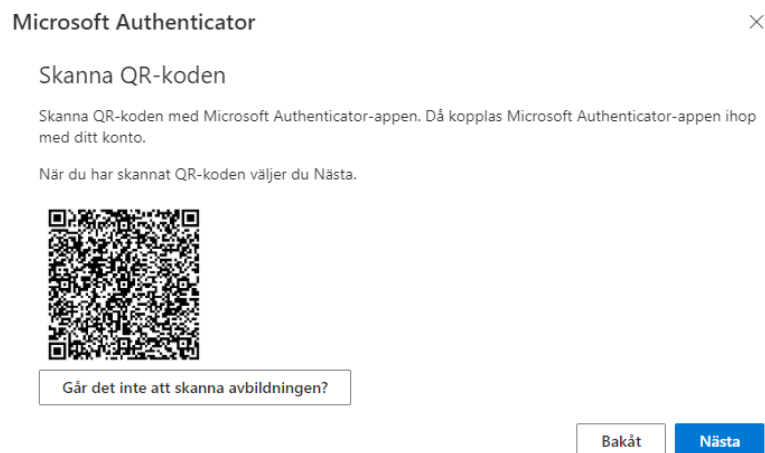 Microsoft Authenticator
Skanna QR-koden
Skanna QR-koden med Microsoft Authenticator-appen. Då kopplas Microsoft Authenticator-appen ihop
med ditt konto.
När du har skannat QR-koden väljer du Nästa.
Går det inte att skanna avbildningen?
Bakåt
Nästa